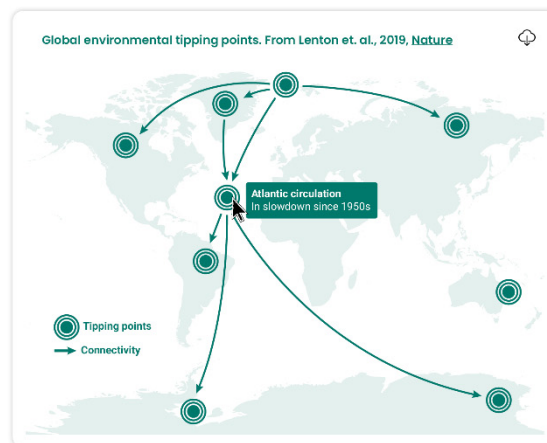 Global environmental tipping points. From Lenton et. al., 2019, Nature
Atlantic circulation
In slowdown since 1950s
Tipping points
Connectivity